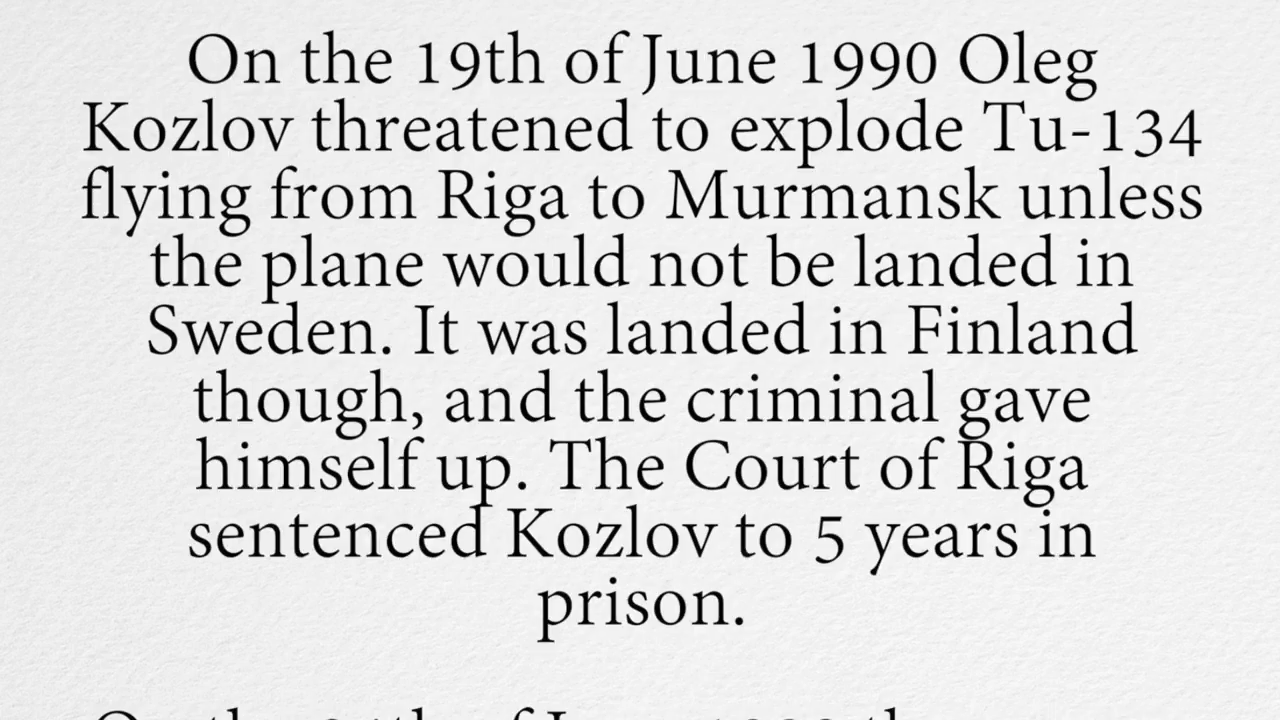 On the 19th of June 1990 Oleg
Kozlov threatened to explode Tu-134
flying from Riga to Murmansk unless
the plane would not be landed in
Sweden. It was landed in Finland
though, and the criminal gave
himself up. The Court of Riga
sentenced Kozlov to 5 years in
prison.